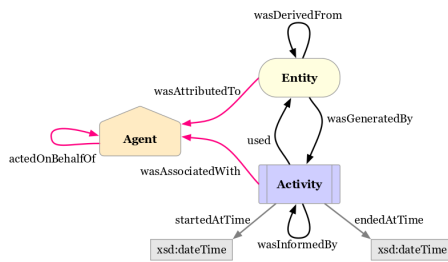 wasDerivedFrom
Entity
wasAttributedTo
wasGeneratedBy
Agent
used
actedOnBehalfOf
wasAssociatedWith
Activity
startedAtTime
endedAtTime
wasInformedBy
xsd:dateTime
xsd:dateTime